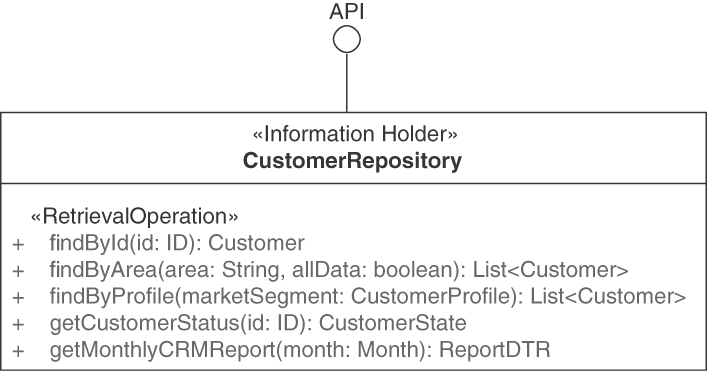 API
«Information Holder»
CustomerRepository
«RetrievalOperation»
+ findById(id: ID): Customer
+ findByArea(area: String, allData: boolean): List<Customer>
+ findByProfile(marketSegment: CustomerProfile): List<Customer>
+ getCustomerStatus(id: ID): CustomerState
+ getMonthlyCRMReport(month: Month): ReportDTR